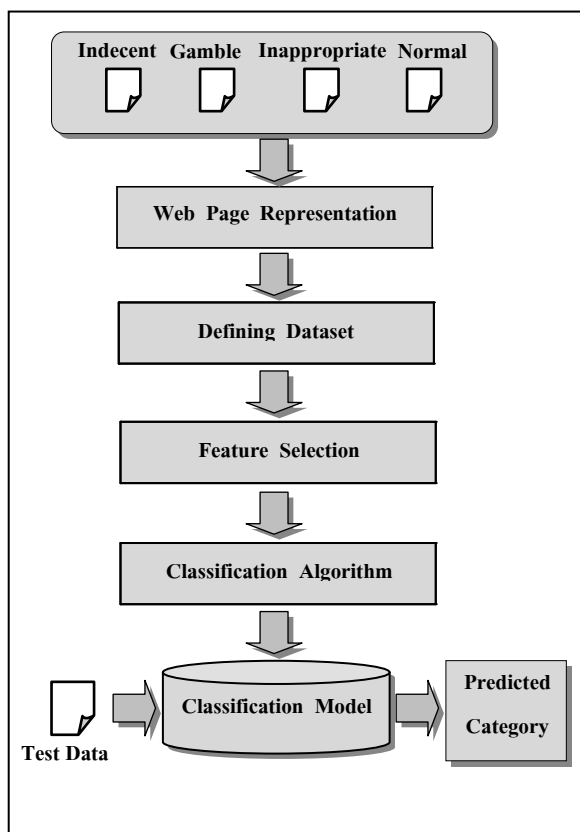 Indecent Gamble Inappropriate Normal
Web Page Representation
Defining Dataset
Feature Selection
Classification Algorithm
Classification Model
Test Data
Predicted
Category